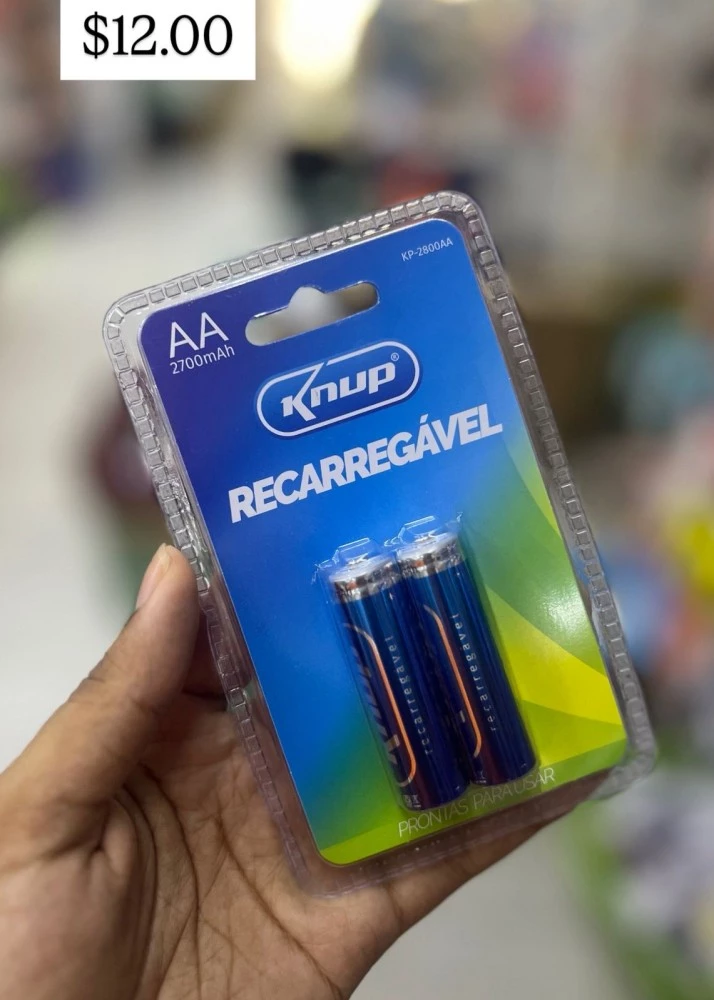 $12.00
KP-2800AA
AA
2700mAh
Knup®
RECARREGÁVEL
recarregável
recarregável
PRONTAS PARA USAR